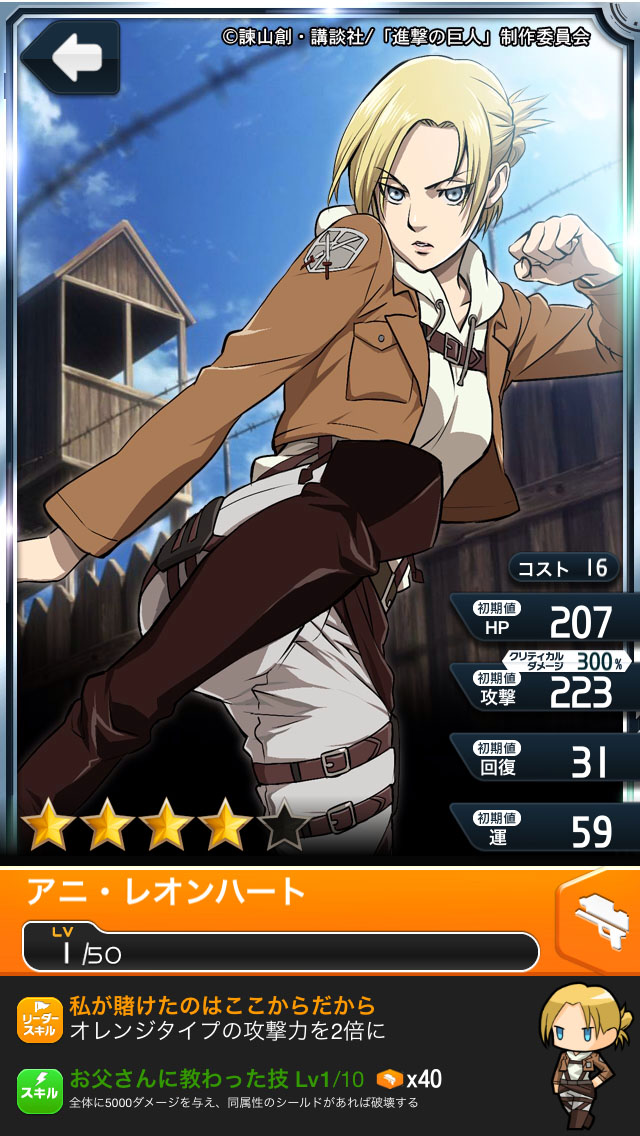 ©諫山創・講談社/「進撃の巨人」制作委員会
コスト 16
初期値
HP 207
クリティカル
ダメージ 300%
初期値
攻撃 223
初期値
回復 31
初期値
運 59
アニ・レオンハート
LV
1/50
リーダー
スキル
私が賭けたのはここからだから
オレンジタイプの攻撃力を2倍に
スキル
お父さんに教わった技 Lv1/10 x40
全体に5000ダメージを与え、同属性のシールドがあれば破壊する